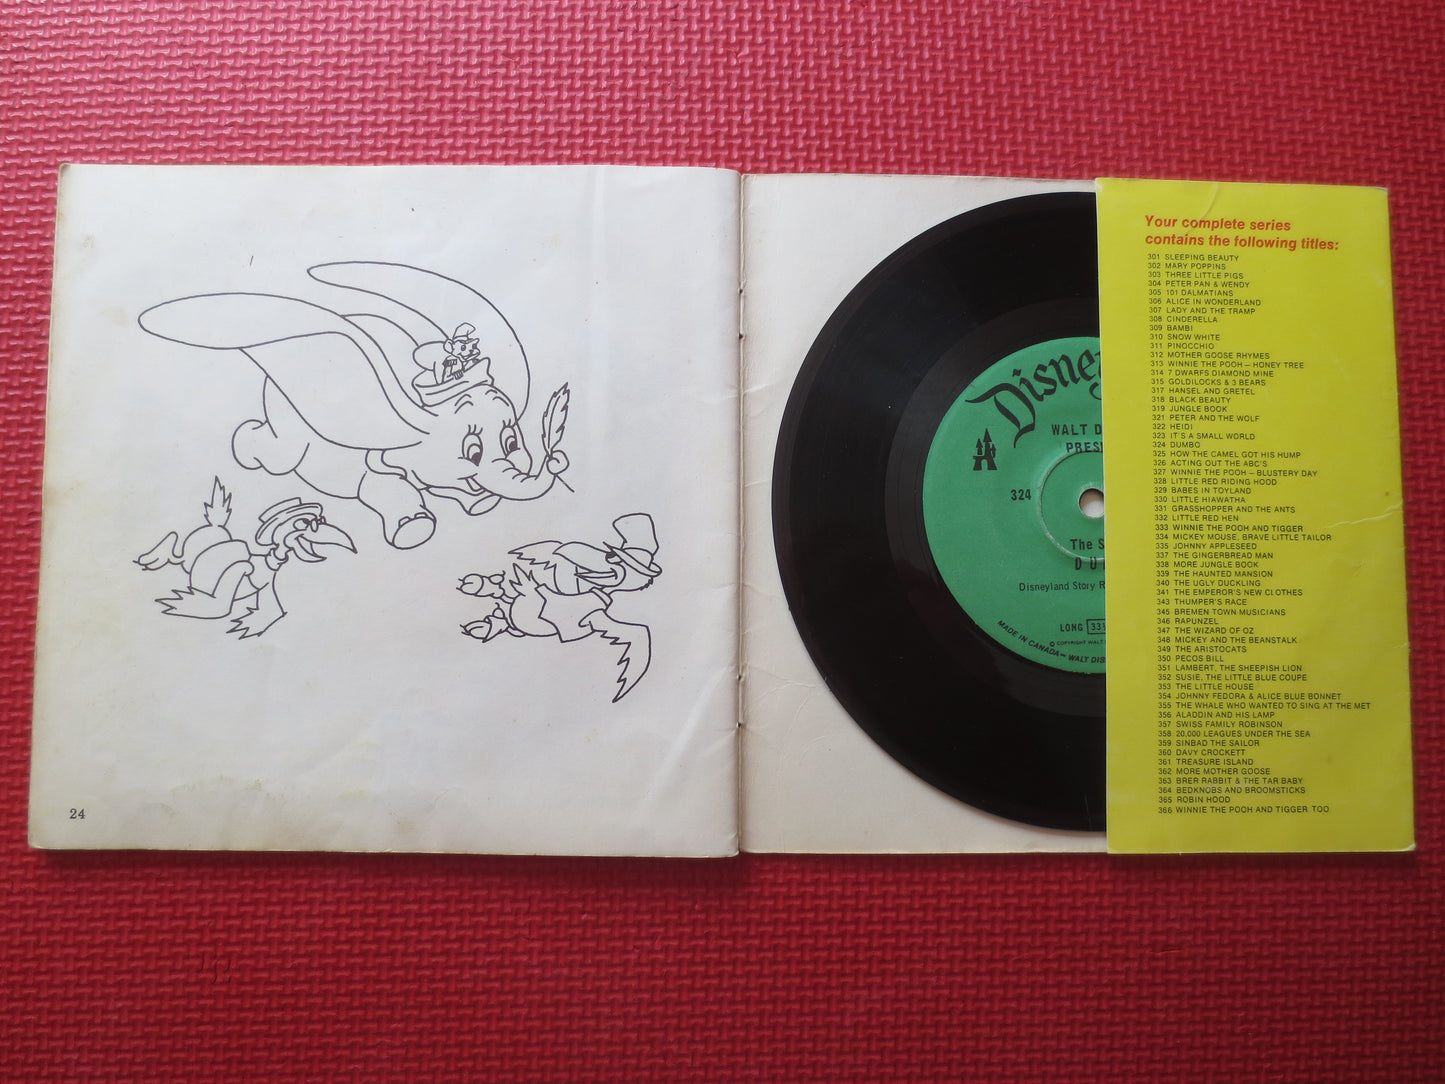 24
Disney
WALT D
PRES
324
The S
D U
Disneyland Story R
LONG 33⅓
© COPYRIGHT WALT
MADE IN CANADA — WALT DIS
Your complete series
contains the following titles:
301 SLEEPING BEAUTY
302 MARY POPPINS
303 THREE LITTLE PIGS
304 PETER PAN & WENDY
305 101 DALMATIANS
306 ALICE IN WONDERLAND
307 LADY AND THE TRAMP
308 CINDERELLA
309 BAMBI
310 SNOW WHITE
311 PINOCCHIO
312 MOTHER GOOSE RHYMES
313 WINNIE THE POOH – HONEY TREE
314 7 DWARFS DIAMOND MINE
315 GOLDILOCKS & 3 BEARS
317 HANSEL AND GRETEL
318 BLACK BEAUTY
319 JUNGLE BOOK
321 PETER AND THE WOLF
322 HEIDI
323 IT'S A SMALL WORLD
324 DUMBO
325 HOW THE CAMEL GOT HIS HUMP
326 ACTING OUT THE ABC'S
327 WINNIE THE POOH – BLUSTERY DAY
328 LITTLE RED RIDING HOOD
329 BABES IN TOYLAND
330 LITTLE HIAWATHA
331 GRASSHOPPER AND THE ANTS
332 LITTLE RED HEN
333 WINNIE THE POOH AND TIGGER
334 MICKEY MOUSE, BRAVE LITTLE TAILOR
335 JOHNNY APPLESEED
337 THE GINGERBREAD MAN
338 MORE JUNGLE BOOK
339 THE HAUNTED MANSION
340 THE UGLY DUCKLING
341 THE EMPEROR'S NEW CLOTHES
343 THUMPER'S RACE
345 BREMEN TOWN MUSICIANS
346 RAPUNZEL
347 THE WIZARD OF OZ
348 MICKEY AND THE BEANSTALK
349 THE ARISTOCATS
350 PECOS BILL
351 LAMBERT, THE SHEEPISH LION
352 SUSIE, THE LITTLE BLUE COUPE
353 THE LITTLE HOUSE
354 JOHNNY FEDORA & ALICE BLUE BONNET
355 THE WHALE WHO WANTED TO SING AT THE MET
356 ALADDIN AND HIS LAMP
357 SWISS FAMILY ROBINSON
358 20,000 LEAGUES UNDER THE SEA
359 SINBAD THE SAILOR
360 DAVY CROCKETT
361 TREASURE ISLAND
362 MORE MOTHER GOOSE
363 BRER RABBIT & THE TAR BABY
364 BEDKNOBS AND BROOMSTICKS
365 ROBIN HOOD
366 WINNIE THE POOH AND TIGGER TOO